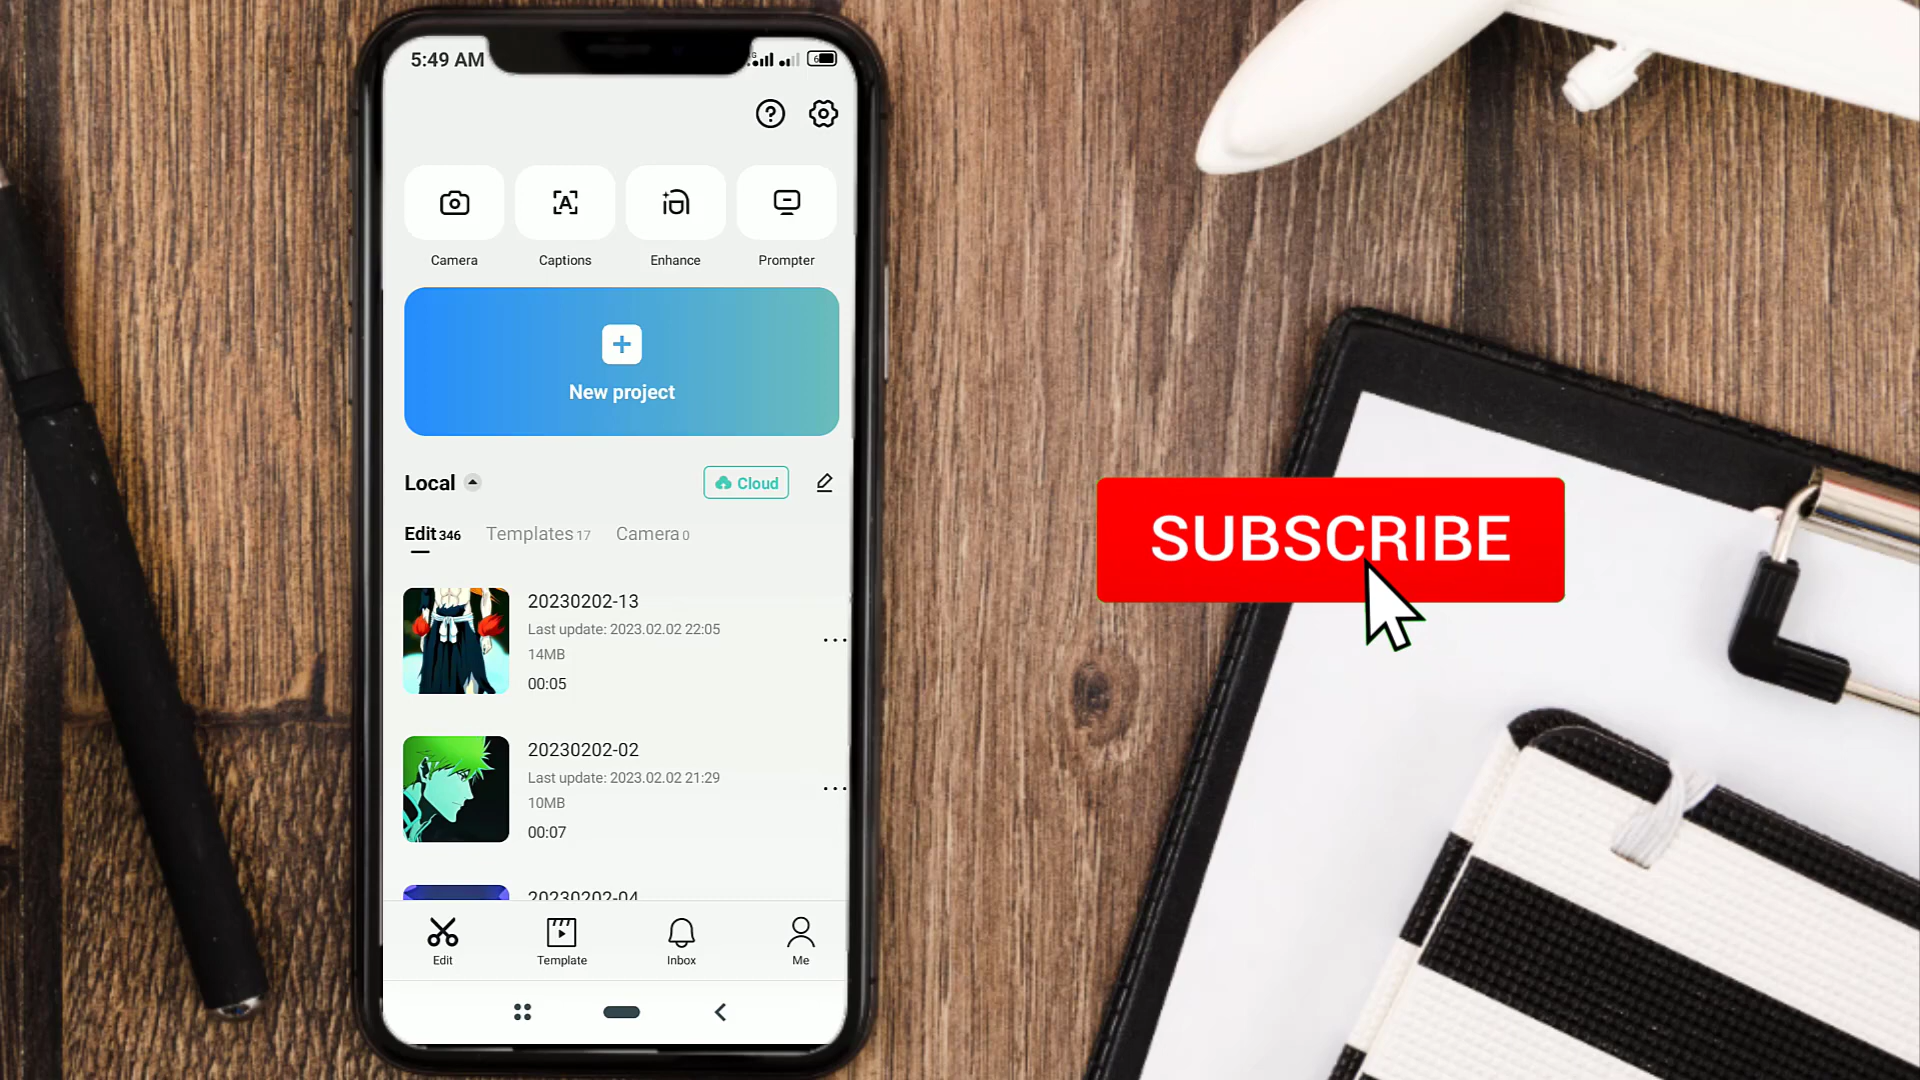 5:49 AM
Camera
Captions
Enhance
Prompter
New project
Local
Cloud
Edit 346
Templates 17
Camera 0
20230202-13
Last update: 2023.02.02 22:05
14MB
00:05
20230202-02
Last update: 2023.02.02 21:29
10MB
00:07
20230202-04
Edit
Template
Inbox
Me
SUBSCRIBE